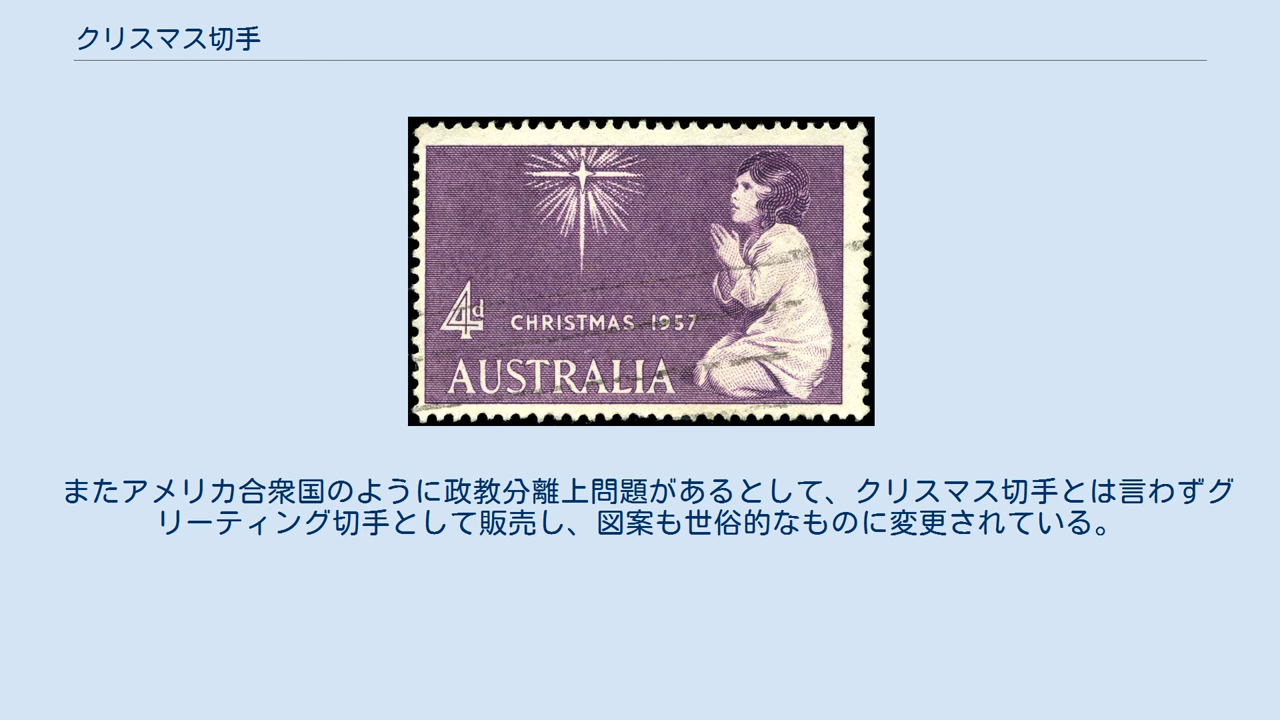 クリスマス切手
4d
CHRISTMAS 1957
AUSTRALIA
またアメリカ合衆国のように政教分離上問題があるとして、クリスマス切手とは言わずグ
リーティング切手として販売し、図案も世俗的なものに変更されている。